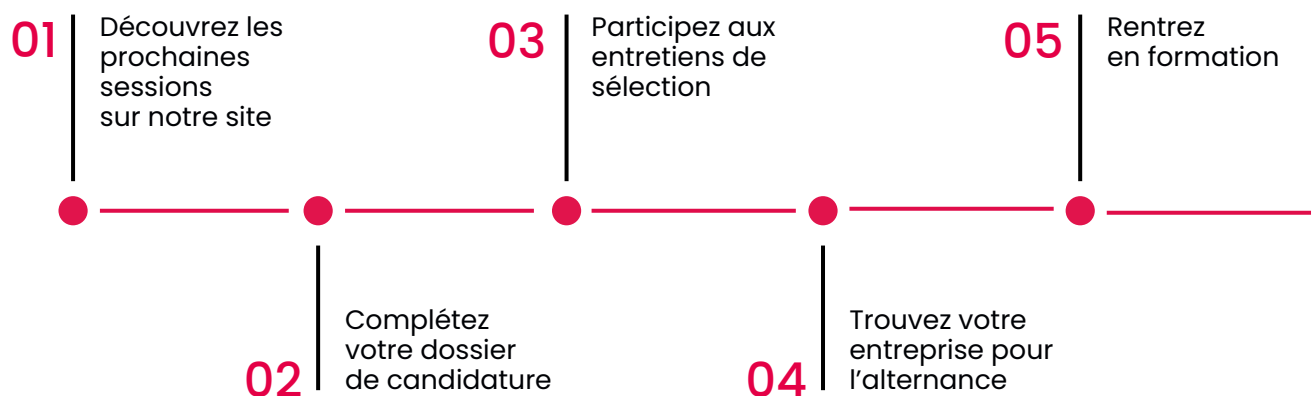 01
Découvrez les
prochaines
sessions
sur notre site
02
Complétez
votre dossier
de candidature
03
Participez aux
entretiens de
sélection
04
Trouvez votre
entreprise pour
l'alternance
05
Rentrez
en formation